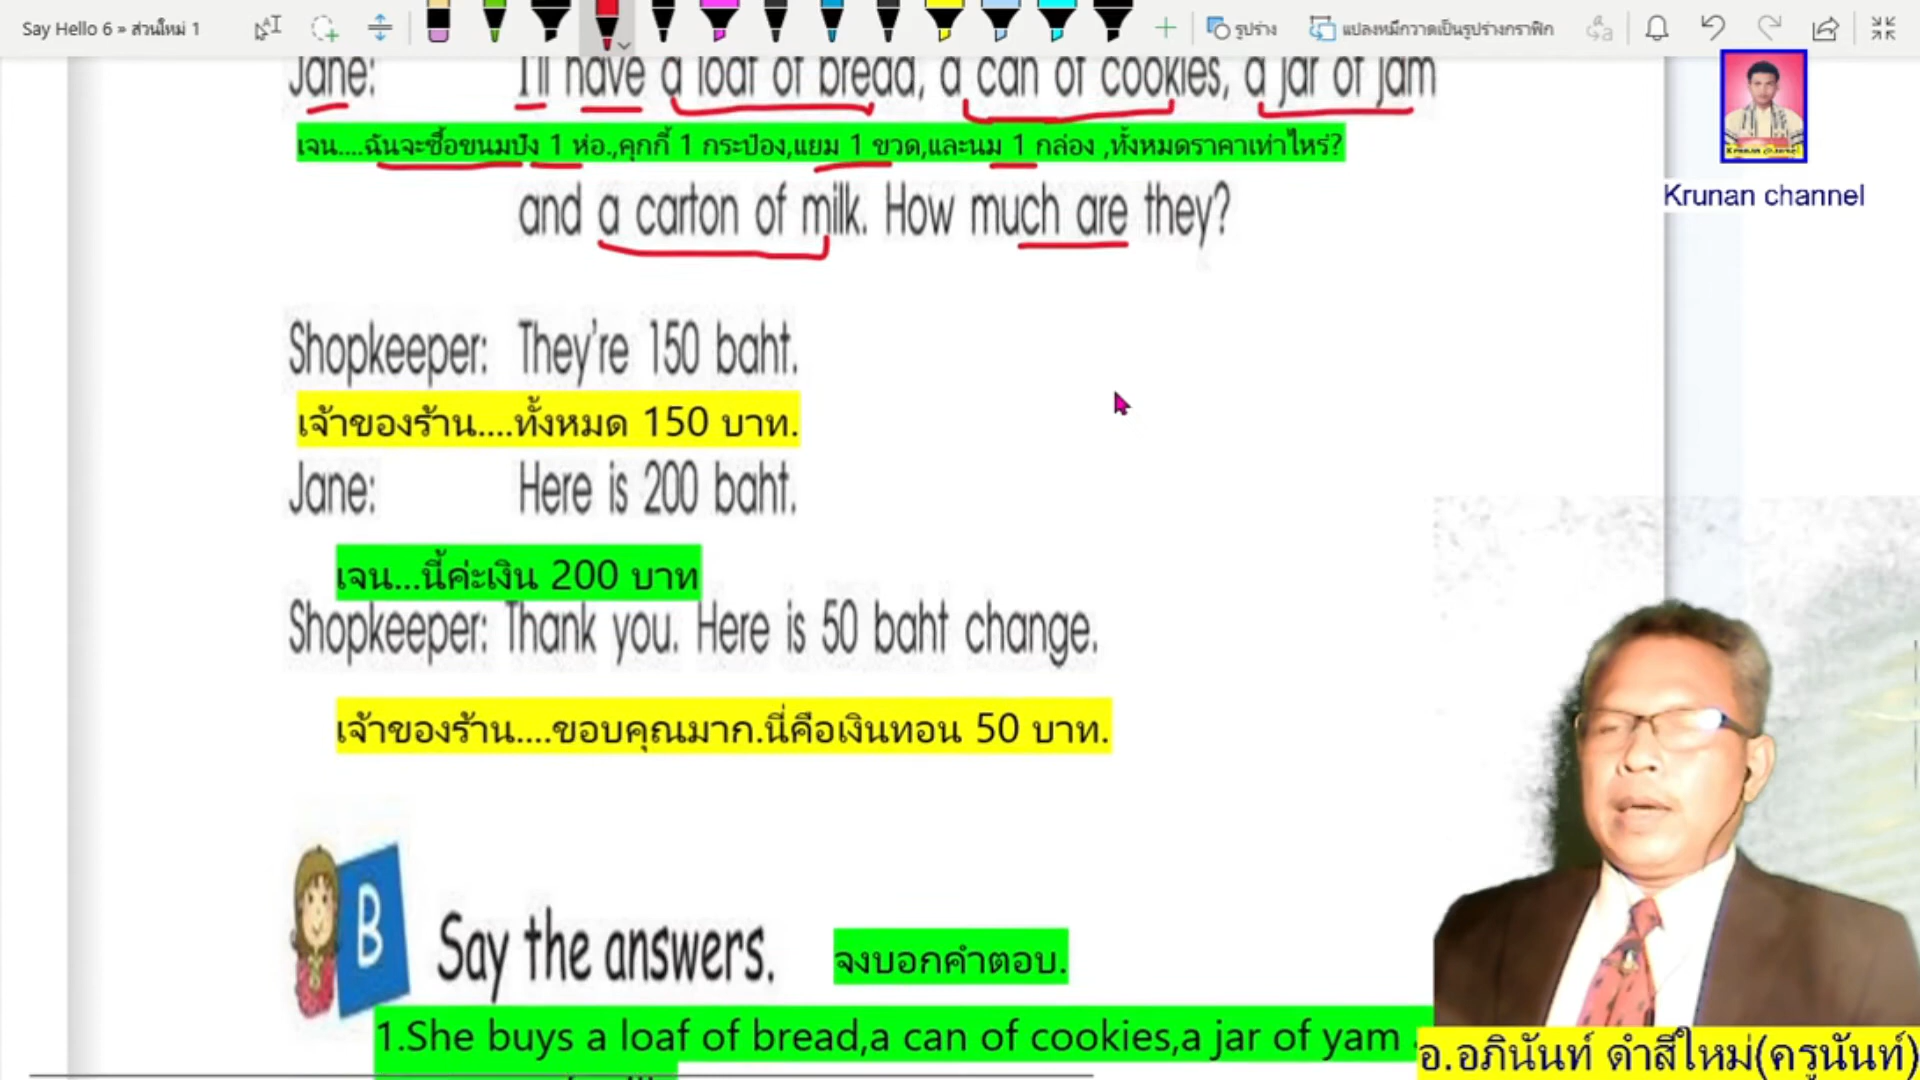 Say Hello 6 » ส่วนใหม่ 1
รูปร่าง
แปลงหมึกวาดเป็นรูปร่างกราฟิก
Jane: I'll have a loaf of bread, a can of cookies, a jar of jam
เจน....ฉันจะซื้อขนมปัง 1 ห่อ.,คุกกี้ 1 กระป๋อง,แยม 1 ขวด,และนม 1 กล่อง ,ทั้งหมดราคาเท่าไหร่?
and a carton of milk. How much are they?
Krunan channel
Shopkeeper: They're 150 baht.
เจ้าของร้าน....ทั้งหมด 150 บาท.
Jane: Here is 200 baht.
เจน...นี้ค่ะเงิน 200 บาท
Shopkeeper: Thank you. Here is 50 baht change.
เจ้าของร้าน....ขอบคุณมาก.นี่คือเงินทอน 50 บาท.
B
Say the answers. จงบอกคำตอบ.
1.She buys a loaf of bread,a can of cookies,a jar of yam
อ.อภินันท์ ดำสีใหม่(ครูนันท์)